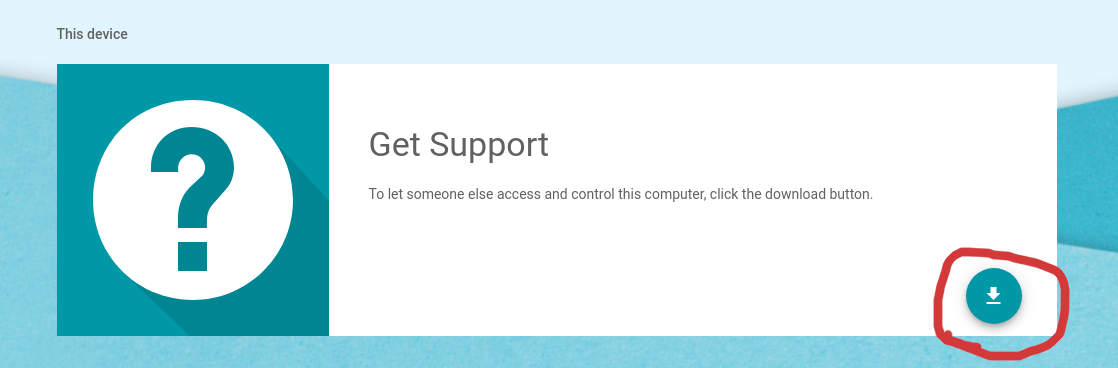 This device
Get Support
To let someone else access and control this computer, click the download button.